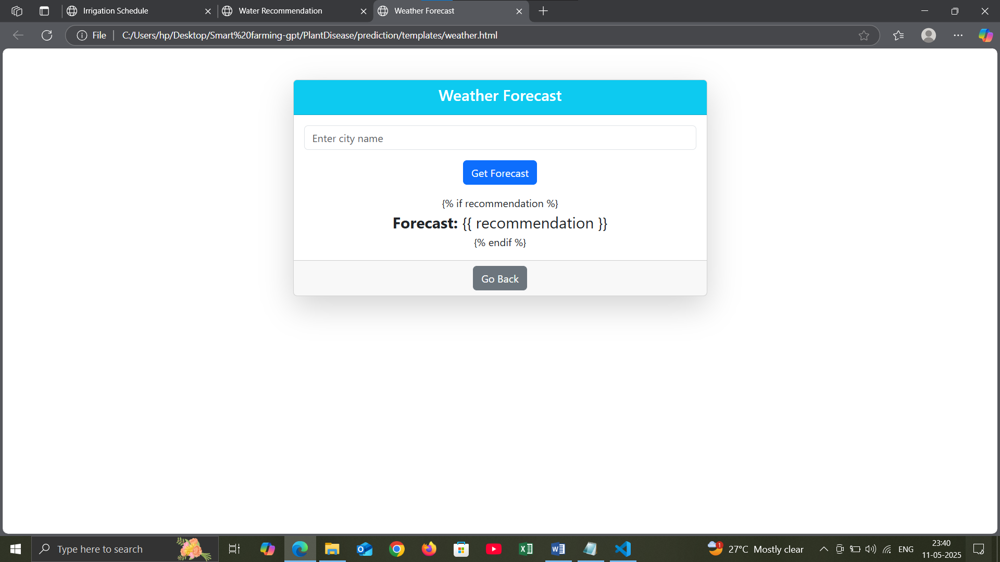 Irrigation Schedule
Water Recommendation
Weather Forecast
File
C:/Users/hp/Desktop/Smart%20farming-gpt/PlantDisease/prediction/templates/weather.html
Weather Forecast
Enter city name
Get Forecast
{% if recommendation %}
Forecast: {{ recommendation }}
{% endif %}
Go Back
Type here to search
1
27°C Mostly clear
ENG
23:40
11-05-2025